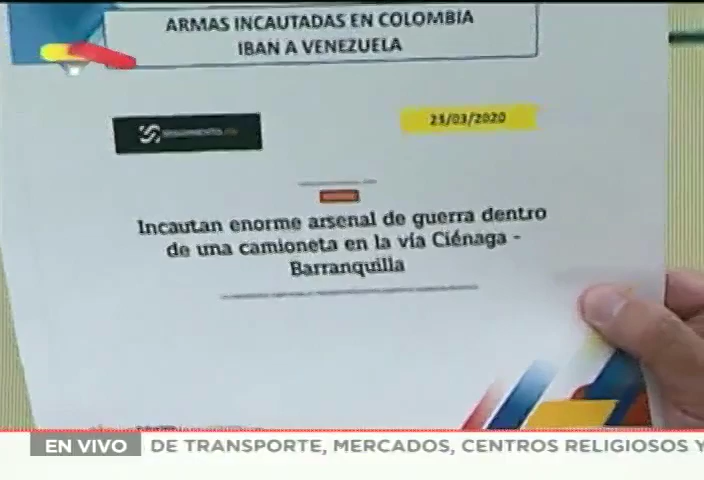 ARMAS INCAUTADAS EN COLOMBIA
IBAN A VENEZUELA
23/03/2020
Incautan enorme arsenal de guerra dentro
de una camioneta en la vía Ciénaga -
Barranquilla
EN VIVO DE TRANSPORTE, MERCADOS, CENTROS RELIGIOSOS Y